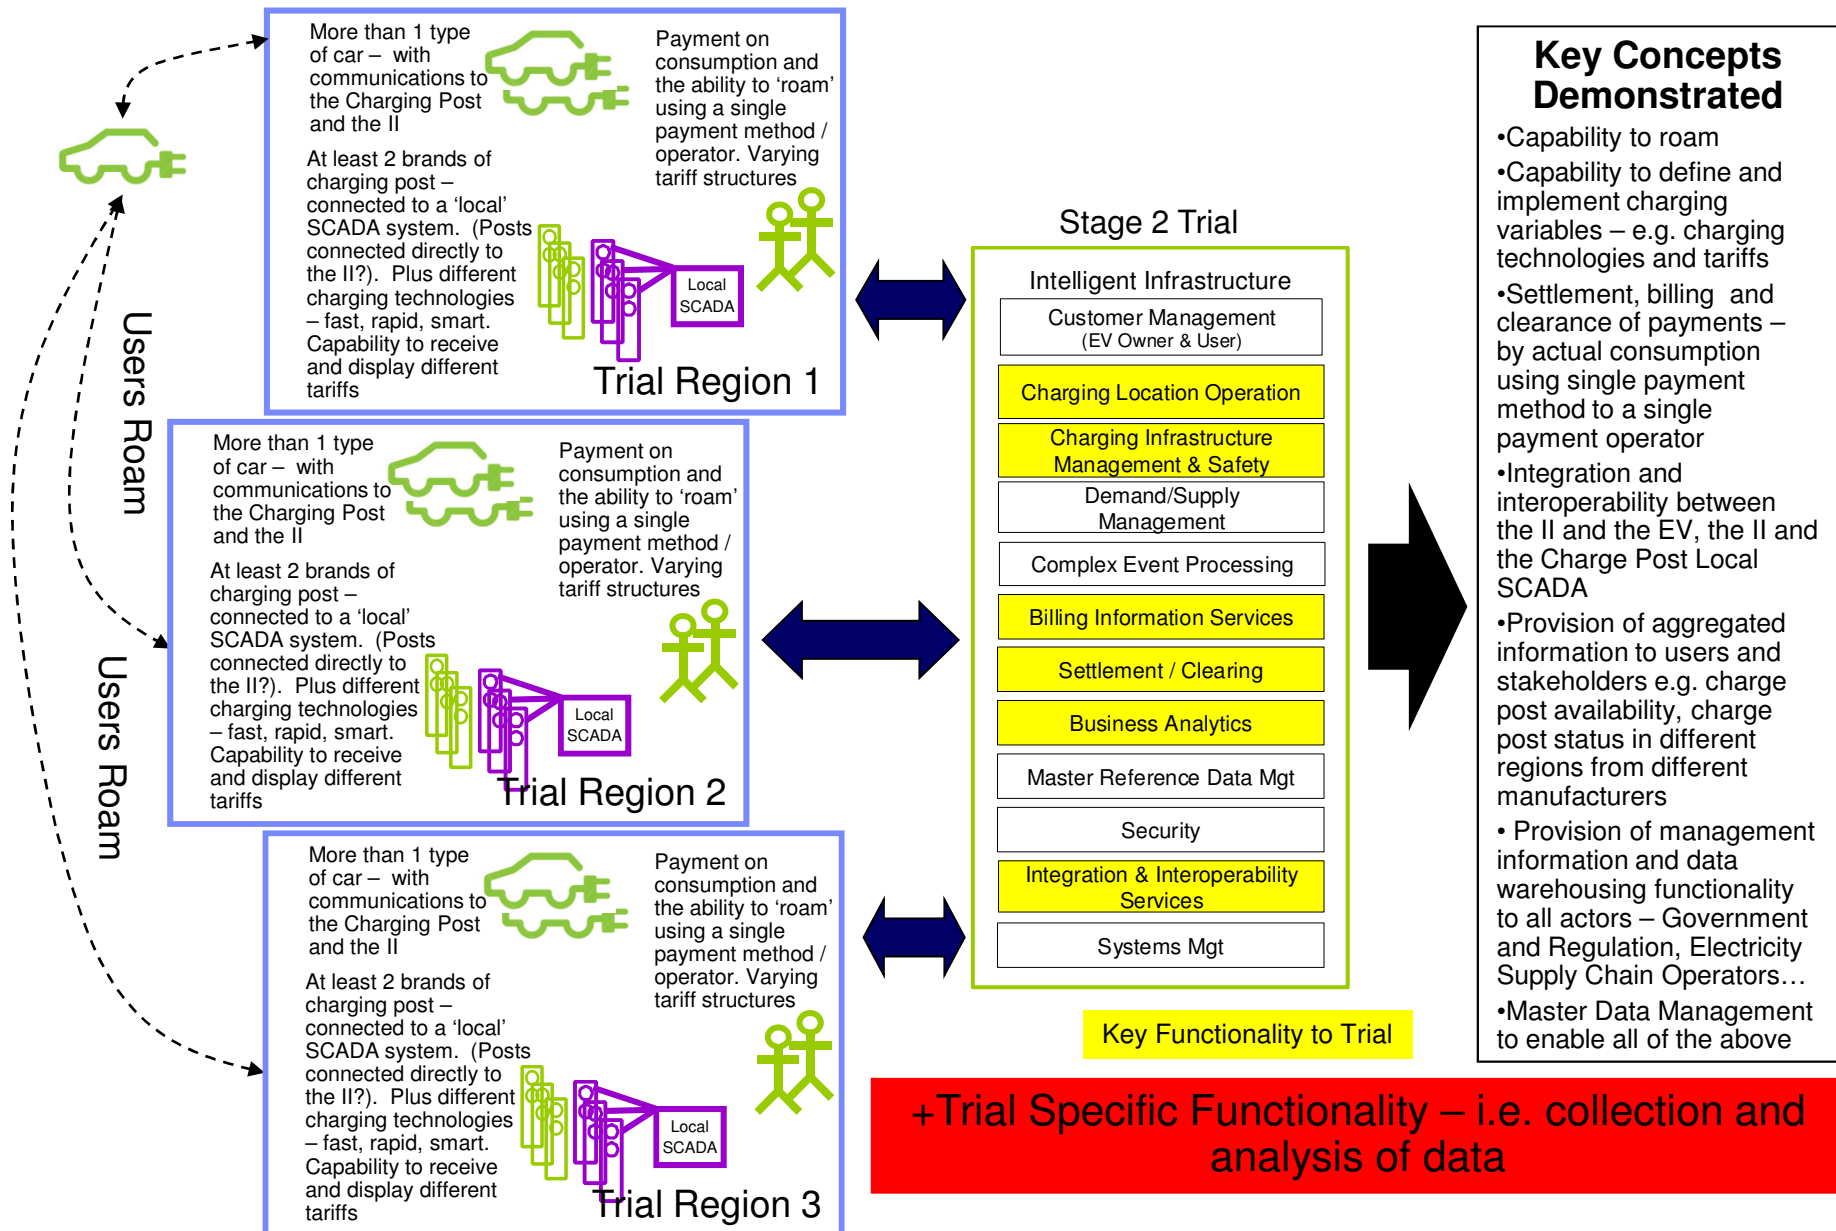 Users Roam
Users Roam
More than 1 type
of car – with
communications to
the Charging Post
and the II
At least 2 brands of
charging post –
connected to a ‘local’
SCADA system. (Posts
connected directly to
the II?). Plus different
charging technologies
– fast, rapid, smart.
Capability to receive
and display different
tariffs
Payment on
consumption and
the ability to ‘roam’
using a single
payment method /
operator. Varying
tariff structures
Local
SCADA
Trial Region 1
More than 1 type
of car – with
communications to
the Charging Post
and the II
At least 2 brands of
charging post –
connected to a ‘local’
SCADA system. (Posts
connected directly to
the II?). Plus different
charging technologies
– fast, rapid, smart.
Capability to receive
and display different
tariffs
Payment on
consumption and
the ability to ‘roam’
using a single
payment method /
operator. Varying
tariff structures
Local
SCADA
Trial Region 2
More than 1 type
of car – with
communications to
the Charging Post
and the II
At least 2 brands of
charging post –
connected to a ‘local’
SCADA system. (Posts
connected directly to
the II?). Plus different
charging technologies
– fast, rapid, smart.
Capability to receive
and display different
tariffs
Payment on
consumption and
the ability to ‘roam’
using a single
payment method /
operator. Varying
tariff structures
Local
SCADA
Trial Region 3
Stage 2 Trial
Intelligent Infrastructure
Customer Management
(EV Owner & User)
Charging Location Operation
Charging Infrastructure
Management & Safety
Demand/Supply
Management
Complex Event Processing
Billing Information Services
Settlement / Clearing
Business Analytics
Master Reference Data Mgt
Security
Integration & Interoperability
Services
Systems Mgt
Key Functionality to Trial
Key Concepts
Demonstrated
•Capability to roam
•Capability to define and
implement charging
variables – e.g. charging
technologies and tariffs
•Settlement, billing and
clearance of payments –
by actual consumption
using single payment
method to a single
payment operator
•Integration and
interoperability between
the II and the EV, the II and
the Charge Post Local
SCADA
•Provision of aggregated
information to users and
stakeholders e.g. charge
post availability, charge
post status in different
regions from different
manufacturers
• Provision of management
information and data
warehousing functionality
to all actors – Government
and Regulation, Electricity
Supply Chain Operators…
•Master Data Management
to enable all of the above
+Trial Specific Functionality – i.e. collection and
analysis of data